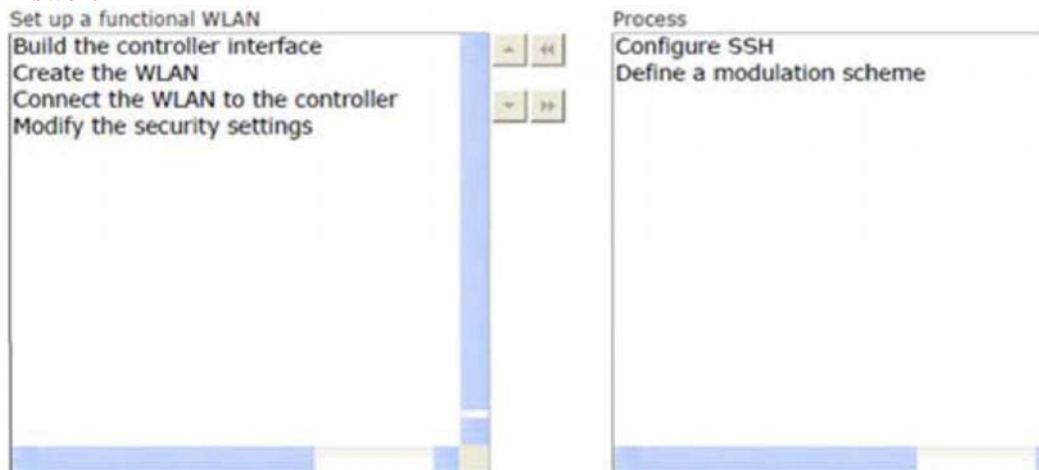 Set up a functional WLAN
Build the controller interface
Create the WLAN
Connect the WLAN to the controller
Modify the security settings
Process
Configure SSH
Define a modulation scheme